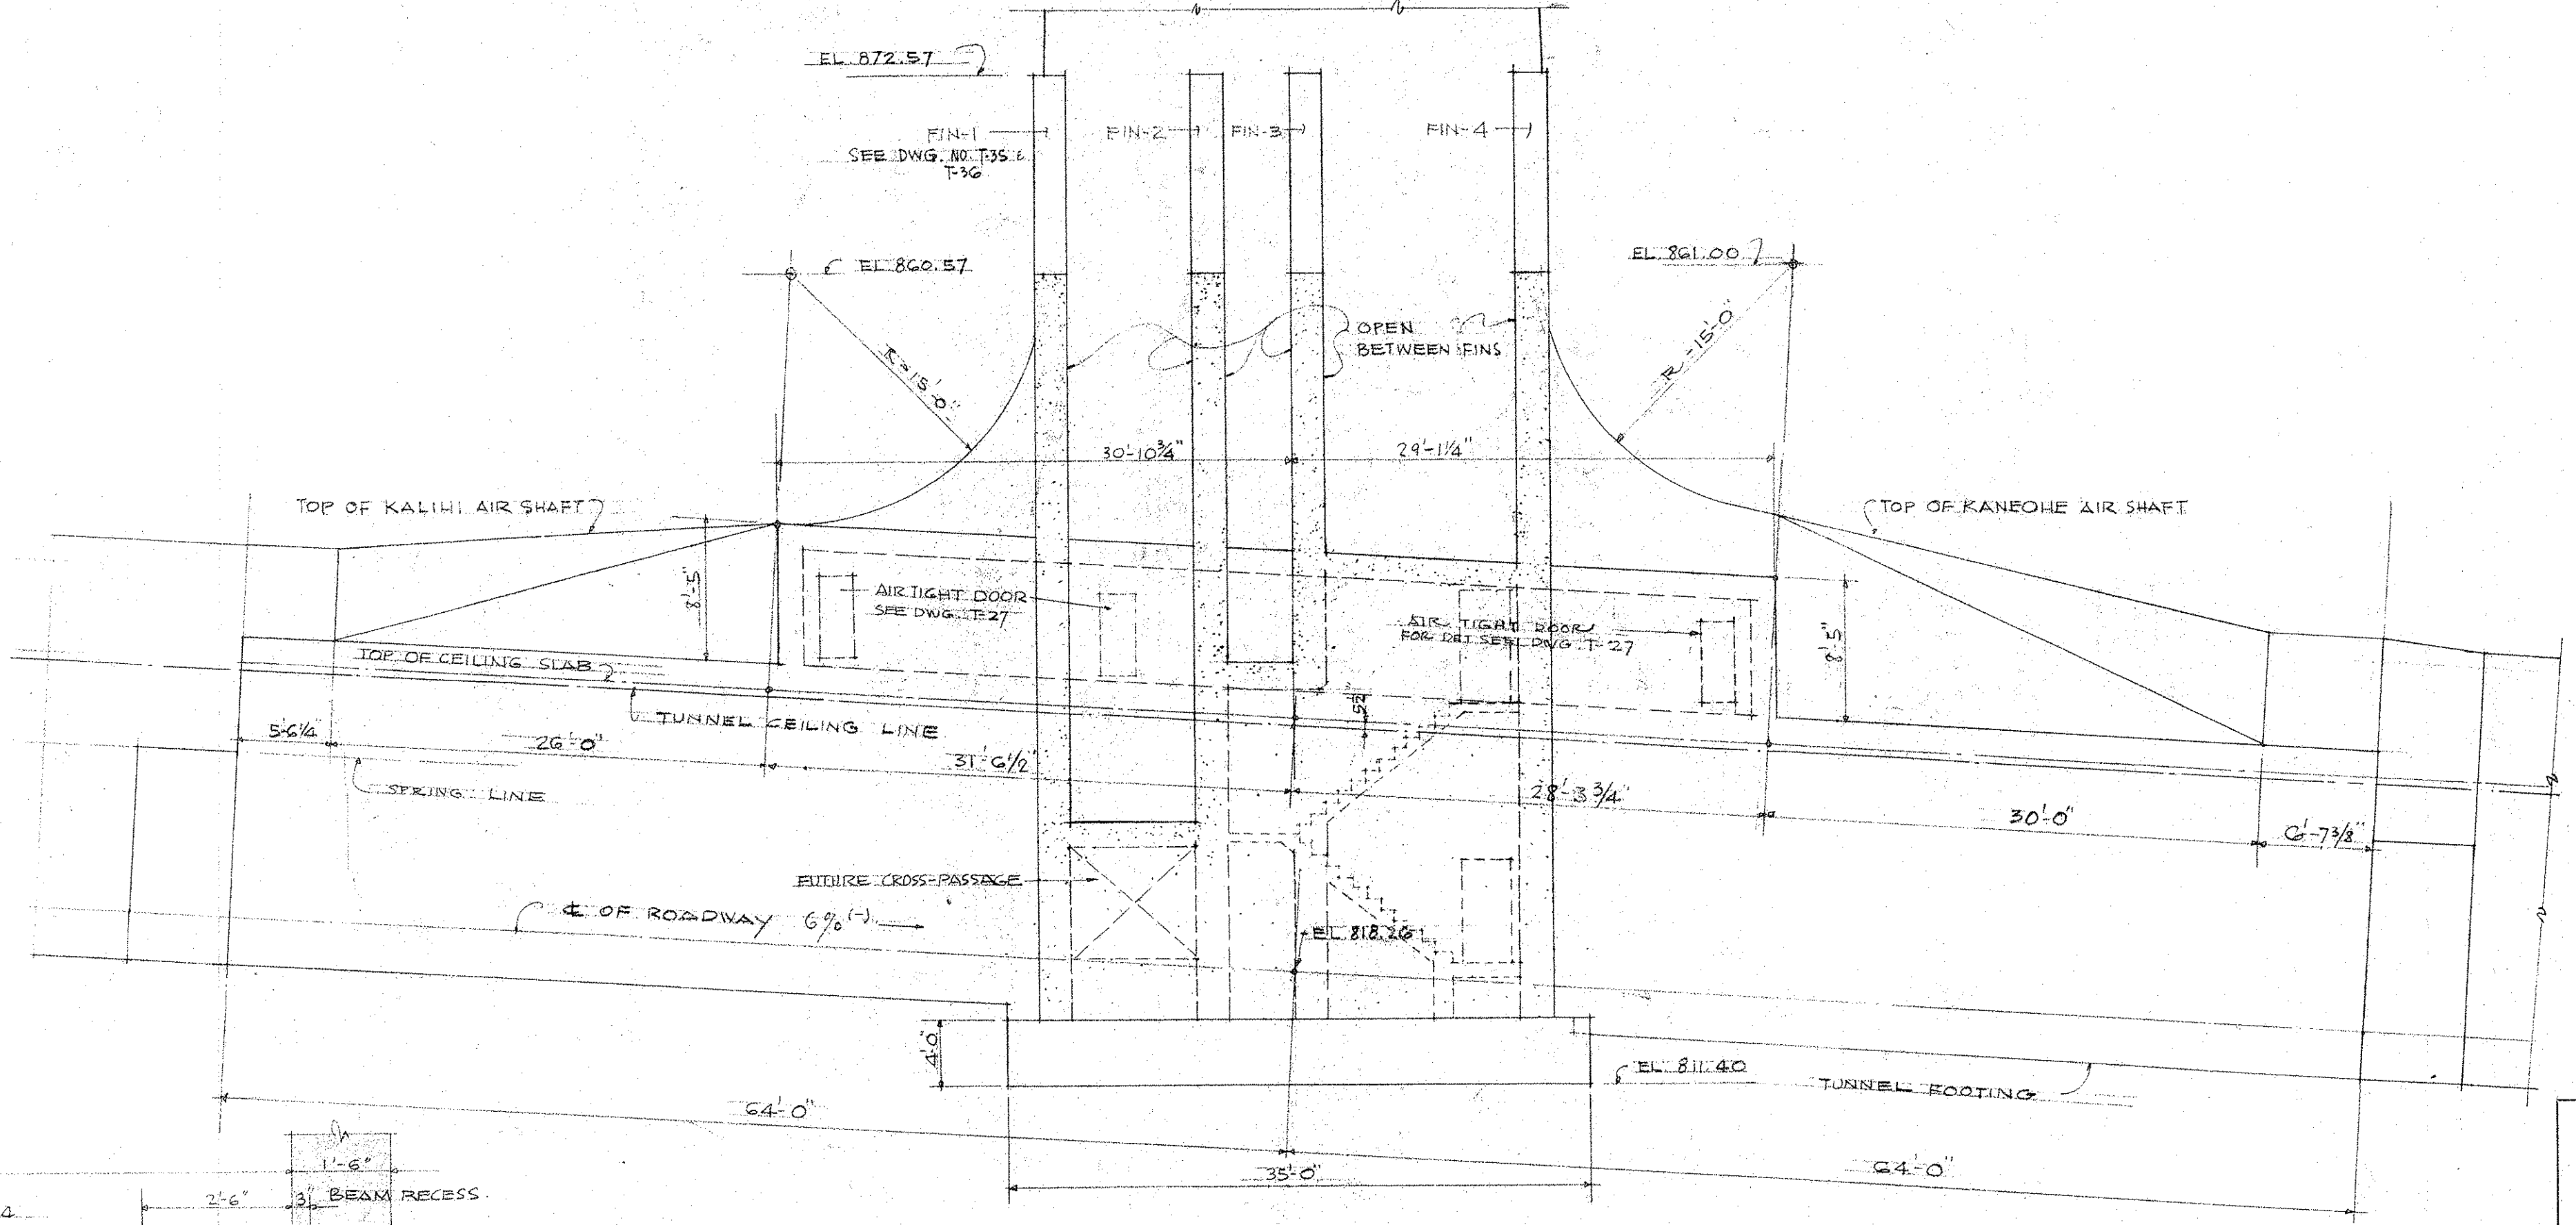 EL. 872.57
FIN-1
FIN-2
FIN-3
FIN-4
SEE DWG. NO. T-35 &
T-36
EL 860.57
EL. 861.00
R=15'-0"
R=15'-0"
OPEN
BETWEEN FINS
30'-10¾"
29'-1¼"
TOP OF KALIHI AIR SHAFT
TOP OF KANEOHE AIR SHAFT
8'-5"
AIR TIGHT DOOR
SEE DWG. T-27
AIR TIGHT DOOR
FOR DET SEE DWG. T-27
8'-5"
TOP OF CEILING SLAB
TUNNEL CEILING LINE
5'-6¼"
26'-0"
31'-6½"
28'-3¾"
30'-0"
6'-7⅜"
SPRING LINE
FUTURE CROSS-PASSAGE
℄ OF ROADWAY 6% (-)
EL 818.26
4'-0"
EL. 811.40
TUNNEL FOOTING
64'-0"
35'-0"
64'-0"
1'-6"
2'-6"
3"
BEAM RECESS.